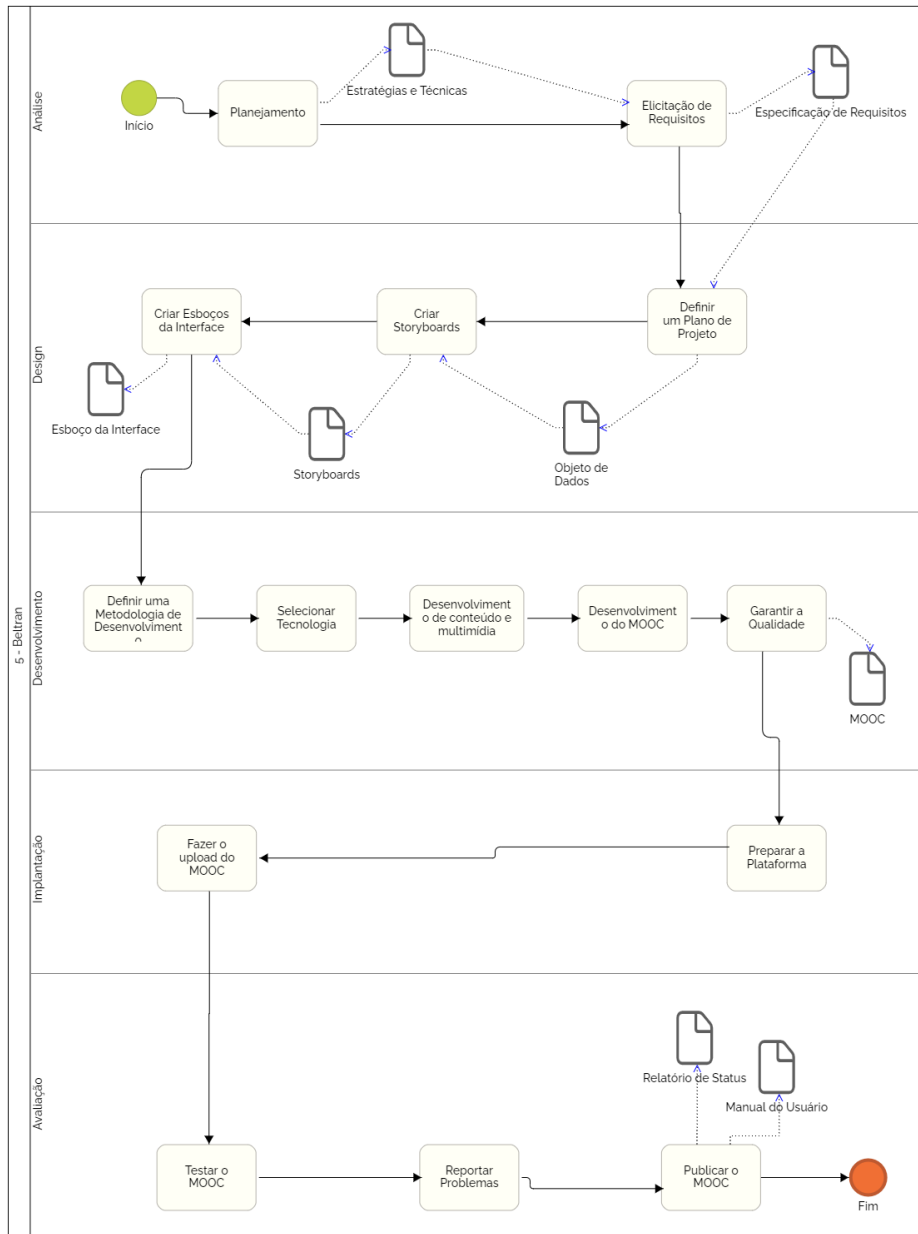 5 - Beltran
Análise
Início
Planejamento
Estratégias e Técnicas
Elicitação de
Requisitos
Especificação de Requisitos
Design
Criar Esboços
da Interface
Criar
Storyboards
Definir
um Plano de
Projeto
Esboço da Interface
Storyboards
Objeto de
Dados
Desenvolvimento
Definir uma
Metodologia de
Desenvolviment
o
Selecionar
Tecnologia
Desenvolviment
o de conteúdo e
multimídia
Desenvolviment
o do MOOC
Garantir a
Qualidade
MOOC
Implantação
Fazer o
upload do
MOOC
Preparar a
Plataforma
Avaliação
Relatório de Status
Manual do Usuário
Testar o
MOOC
Reportar
Problemas
Publicar o
MOOC
Fim